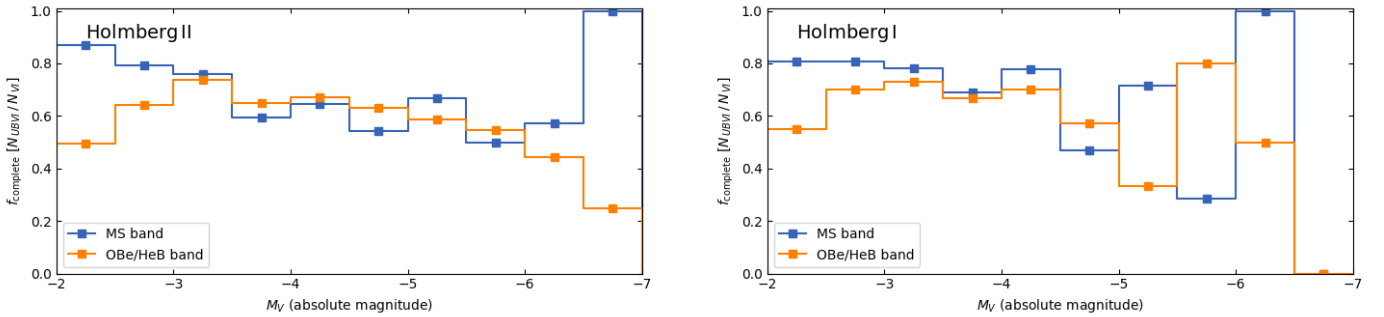 Holmberg II
f_complete [N_UBVI / N_VI]
1.0
0.8
0.6
0.4
0.2
0.0
MS band
OBe/HeB band
−2 −3 −4 −5 −6 −7
M_V (absolute magnitude)
Holmberg I
f_complete [N_UBVI / N_VI]
1.0
0.8
0.6
0.4
0.2
0.0
MS band
OBe/HeB band
−2 −3 −4 −5 −6 −7
M_V (absolute magnitude)